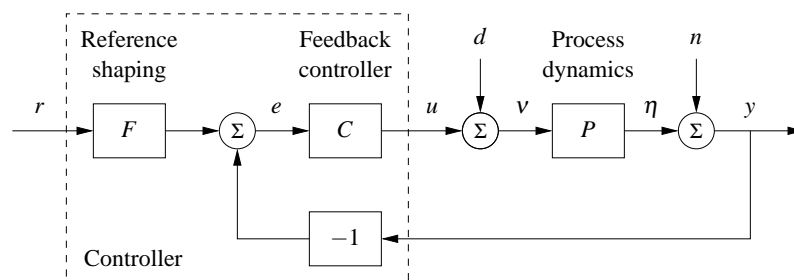 Reference
shaping
Feedback
controller
d
Process
dynamics
n
r
F
Σ
e
C
u
Σ
ν
P
η
Σ
y
−1
Controller